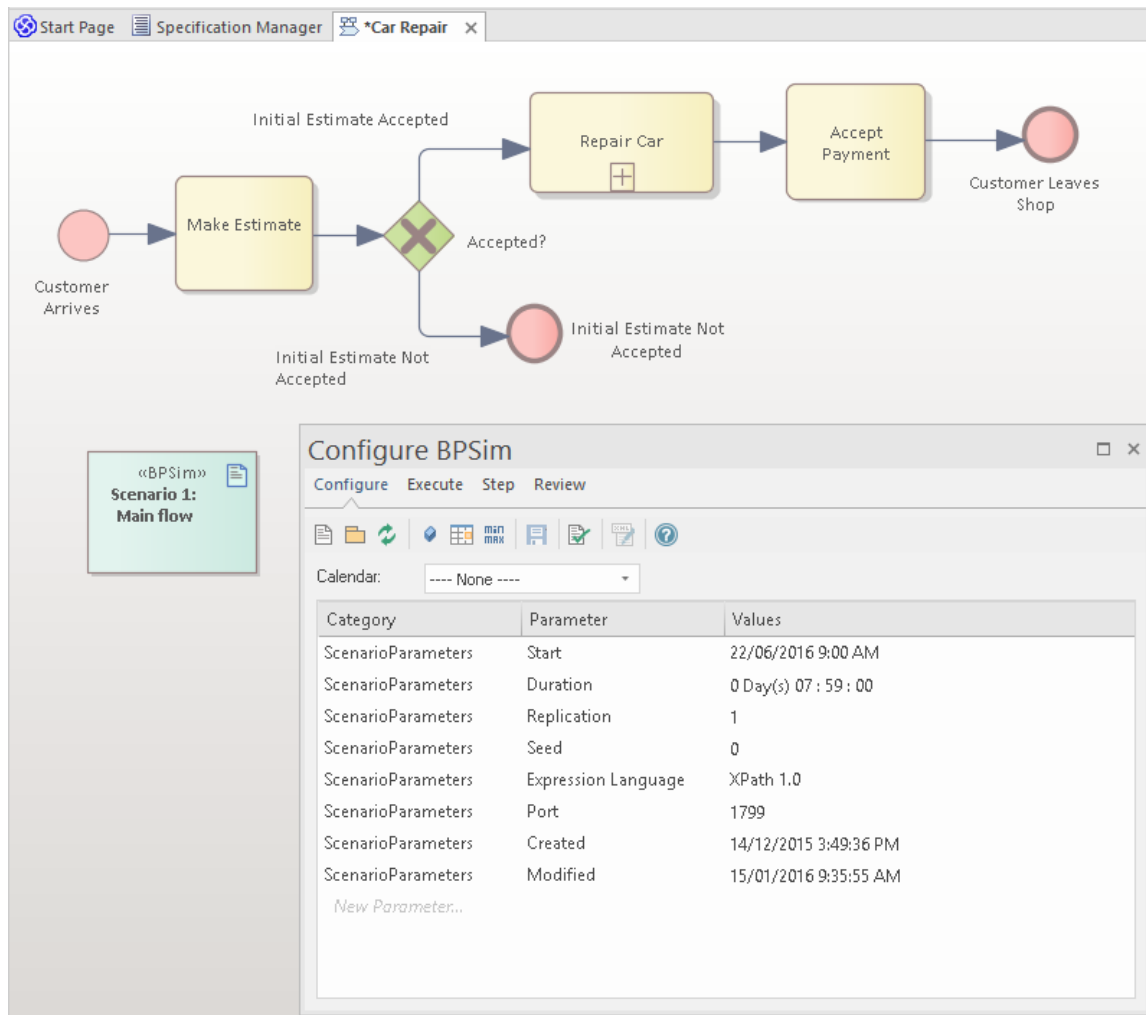 Start Page
Specification Manager
*Car Repair
Initial Estimate Accepted
Repair Car
Accept
Payment
Customer Leaves
Shop
Make Estimate
Accepted?
Customer
Arrives
Initial Estimate Not
Accepted
Initial Estimate Not
Accepted
«BPSim»
Scenario 1:
Main flow
Configure BPSim
Configure Execute Step Review
min
max
XML
Calendar: ---- None ----
Category Parameter Values
ScenarioParameters Start 22/06/2016 9:00 AM
ScenarioParameters Duration 0 Day(s) 07 : 59 : 00
ScenarioParameters Replication 1
ScenarioParameters Seed 0
ScenarioParameters Expression Language XPath 1.0
ScenarioParameters Port 1799
ScenarioParameters Created 14/12/2015 3:49:36 PM
ScenarioParameters Modified 15/01/2016 9:35:55 AM
New Parameter...